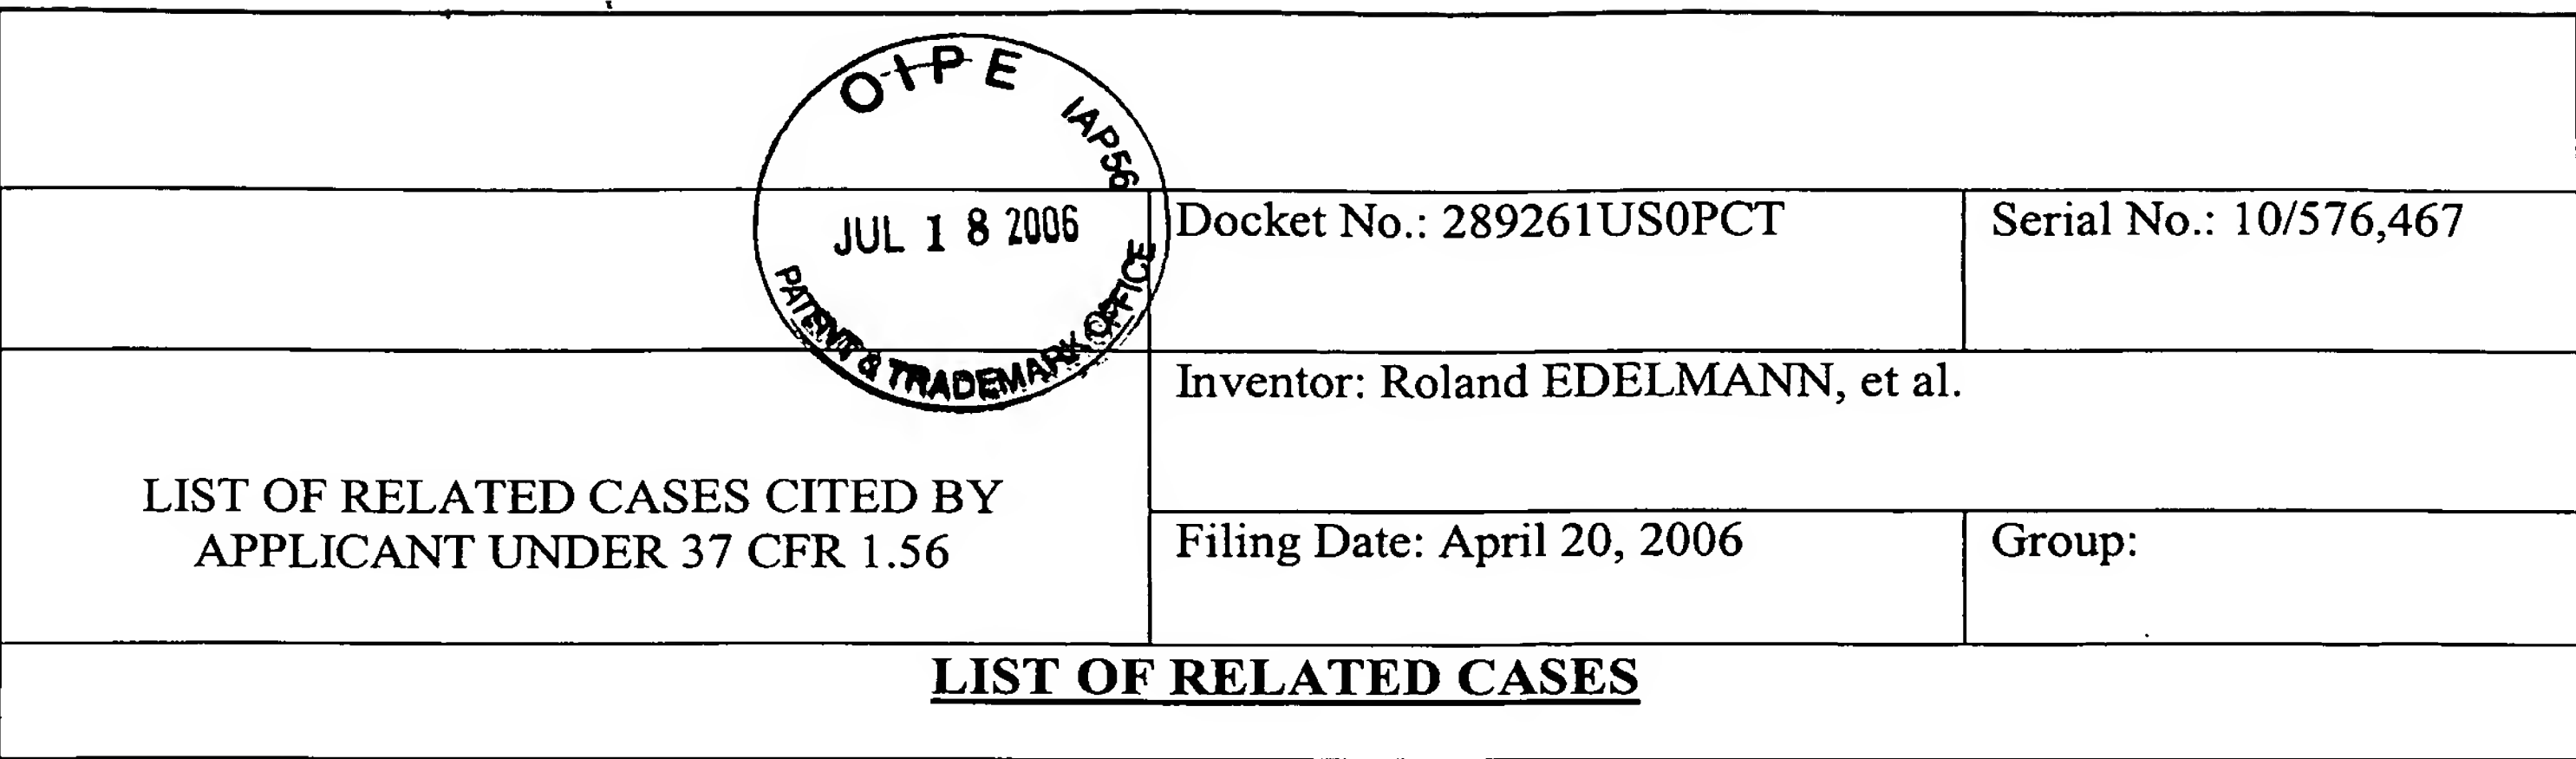 OIPE IAP56
JUL 18 2006
PATENT & TRADEMARK OFFICE
Docket No.: 289261US0PCT
Serial No.: 10/576,467
Inventor: Roland EDELMANN, et al.
LIST OF RELATED CASES CITED BY
APPLICANT UNDER 37 CFR 1.56
Filing Date: April 20, 2006
Group:
LIST OF RELATED CASES